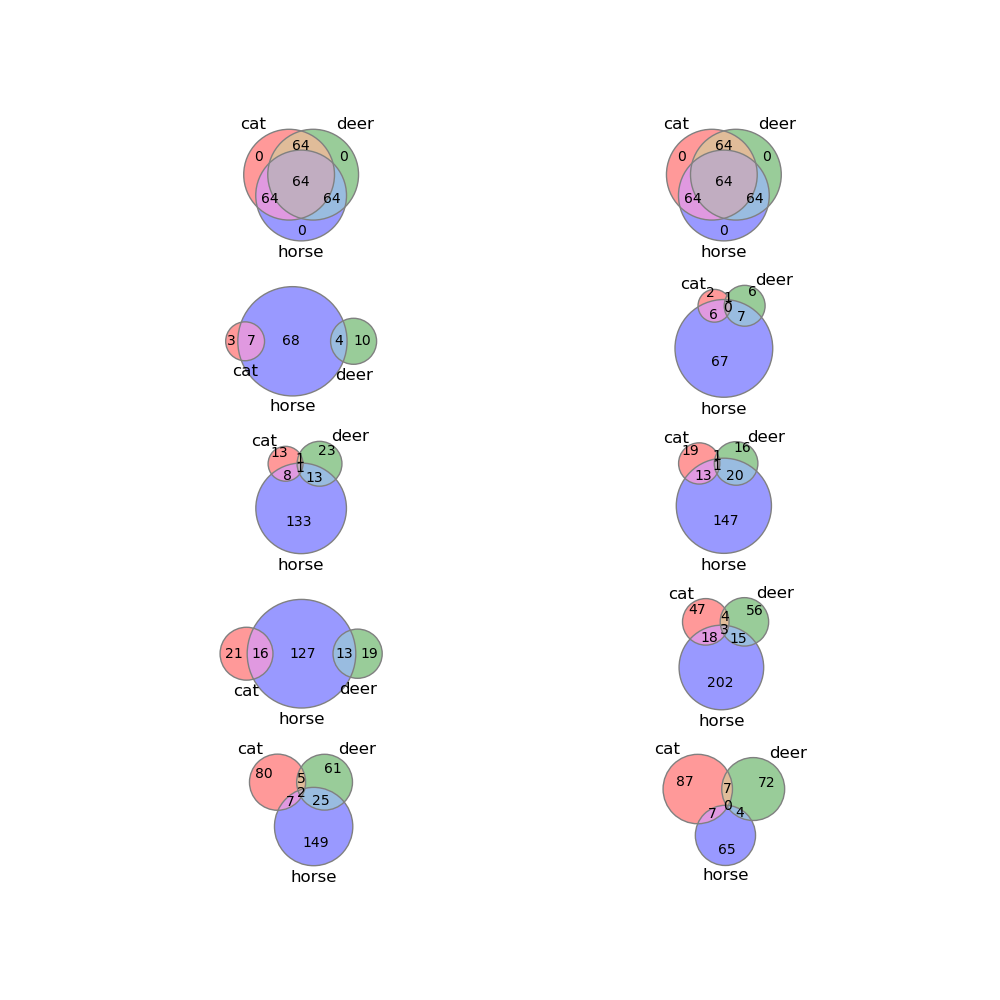 cat deer
0 64 0
64 64 64
0
horse
cat deer
0 64 0
64 64 64
0
horse
3 7 68 4 10
cat deer
horse
cat deer
2 1 6
6 0 7
67
horse
cat deer
13 1 23
8 1 13
133
horse
cat deer
19 1 16
13 1 20
147
horse
21 16 127 13 19
cat deer
horse
cat deer
47 4 56
18 3 15
202
horse
cat deer
80 5 61
7 2 25
149
horse
cat deer
87 7 72
7 0 4
65
horse